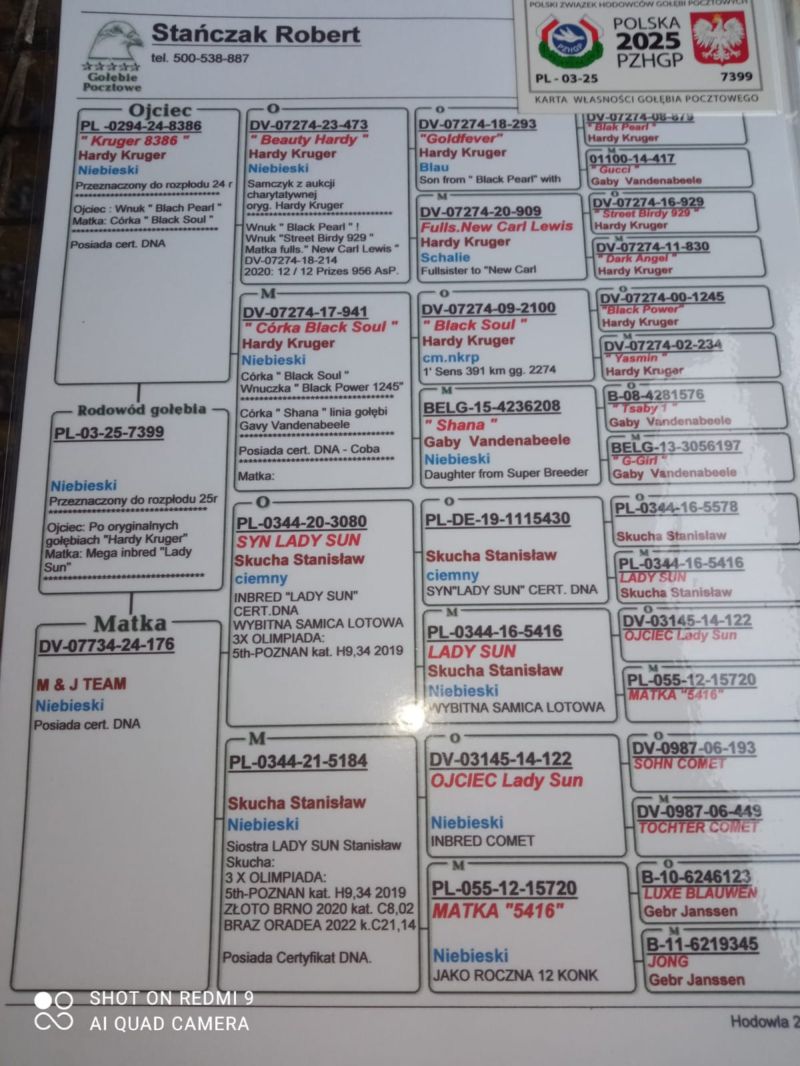 Stańczak Robert
tel. 500-538-887
Gołębie
Pocztowe
POLSKI ZWIĄZEK HODOWCÓW GOŁĘBI POCZTOWYCH
PZHGP
POLSKA
2025
PZHGP
PL - 03-25
7399
KARTA WŁASNOŚCI GOŁĘBIA POCZTOWEGO
Ojciec
PL -0294-24-8386
" Kruger 8386 "
Hardy Kruger
Niebieski
Przeznaczony do rozpłodu 24 r
Ojciec : Wnuk " Blach Pearl "
Matka: Córka " Black Soul "
Posiada cert. DNA
Rodowód gołębia
PL-03-25-7399
Niebieski
Przeznaczony do rozpłodu 25r
Ojciec: Po oryginalnych
gołębiach "Hardy Kruger"
Matka: Mega inbred "Lady
Sun"
Matka
DV-07734-24-176
M & J TEAM
Niebieski
Posiada cert. DNA
O
DV-07274-23-473
" Beauty Hardy "
Hardy Kruger
Niebieski
Samczyk z aukcji
charytatywnej
oryg. Hardy Kruger
Wnuk " Black Pearl " !
Wnuk "Street Birdy 929 "
Matka fulls." New Carl Lewis "
DV-07274-18-214
2020: 12 / 12 Prizes 956 AsP.
M
DV-07274-17-941
" Córka Black Soul "
Hardy Kruger
Niebieski
Córka " Black Soul "
Wnuczka " Black Power 1245"
Córka " Shana " linia gołębi
Gavy Vandenabeele
Posiada cert. DNA - Coba
Matka:
O
PL-0344-20-3080
SYN LADY SUN
Skucha Stanisław
ciemny
INBRED "LADY SUN"
CERT.DNA
WYBITNA SAMICA LOTOWA
3X OLIMPIADA:
5th-POZNAN kat. H9,34 2019
M
PL-0344-21-5184
Skucha Stanisław
Niebieski
Siostra LADY SUN Stanisław
Skucha:
3 X OLIMPIADA:
5th-POZNAN kat. H9,34 2019
ZŁOTO BRNO 2020 kat. C8,02
BRAZ ORADEA 2022 k.C21,14
Posiada Certyfikat DNA.
O
DV-07274-18-293
"Goldfever"
Hardy Kruger
Blau
Son from " Black Pearl" with
M
DV-07274-20-909
Fulls.New Carl Lewis
Hardy Kruger
Schalie
Fullsister to "New Carl
O
DV-07274-09-2100
" Black Soul "
Hardy Kruger
cm.nkrp
1' Sens 391 km gg. 2274
M
BELG-15-4236208
" Shana "
Gaby Vandenabeele
Niebieski
Daughter from Super Breeder
O
PL-DE-19-1115430
Skucha Stanisław
ciemny
SYN"LADY SUN" CERT. DNA
M
PL-0344-16-5416
LADY SUN
Skucha Stanisław
Niebieski
WYBITNA SAMICA LOTOWA
O
DV-03145-14-122
OJCIEC Lady Sun
Niebieski
INBRED COMET
M
PL-055-12-15720
MATKA "5416"
Niebieski
JAKO ROCZNA 12 KONK
DV-07274-08-879
"Blak Pearl"
Hardy Kruger
M
01100-14-417
" Gucci "
Gaby Vandenabeele
O
DV-07274-16-929
" Street Birdy 929 "
Hardy Kruger
M
DV-07274-11-830
" Dark Angel "
Hardy Kruger
O
DV-07274-00-1245
"Black Power"
Hardy Kruger
M
DV-07274-02-234
" Yasmin "
Hardy Kruger
O
B-08-4281576
" Tsaby 1 "
Gaby Vandenabeele
M
BELG-13-3056197
" G-Girl "
Gaby Vandenabeele
O
PL-0344-16-5578
Skucha Stanisław
M
PL-0344-16-5416
LADY SUN
Skucha Stanisław
O
DV-03145-14-122
OJCIEC Lady Sun
M
PL-055-12-15720
MATKA "5416"
O
DV-0987-06-193
SOHN COMET
M
DV-0987-06-449
TOCHTER COMET
O
B-10-6246123
LUXE BLAUWEN
Gebr Janssen
M
B-11-6219345
JONG
Gebr Janssen
Hodowla 2
SHOT ON REDMI 9
AI QUAD CAMERA